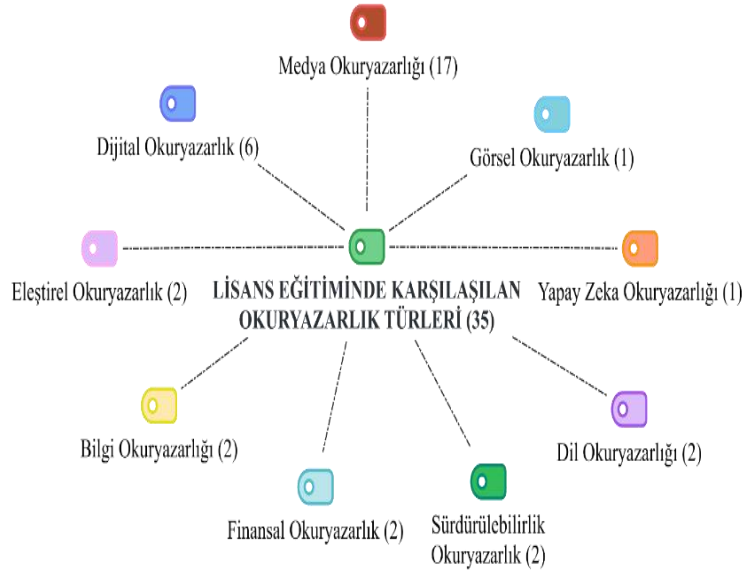 Medya Okuryazarlığı (17)
Dijital Okuryazarlık (6)
Görsel Okuryazarlık (1)
Eleştirel Okuryazarlık (2)
LİSANS EĞİTİMİNDE KARŞILAŞILAN
OKURYAZARLIK TÜRLERİ (35)
Yapay Zeka Okuryazarlığı (1)
Bilgi Okuryazarlığı (2)
Dil Okuryazarlığı (2)
Finansal Okuryazarlık (2)
Sürdürülebilirlik
Okuryazarlık (2)